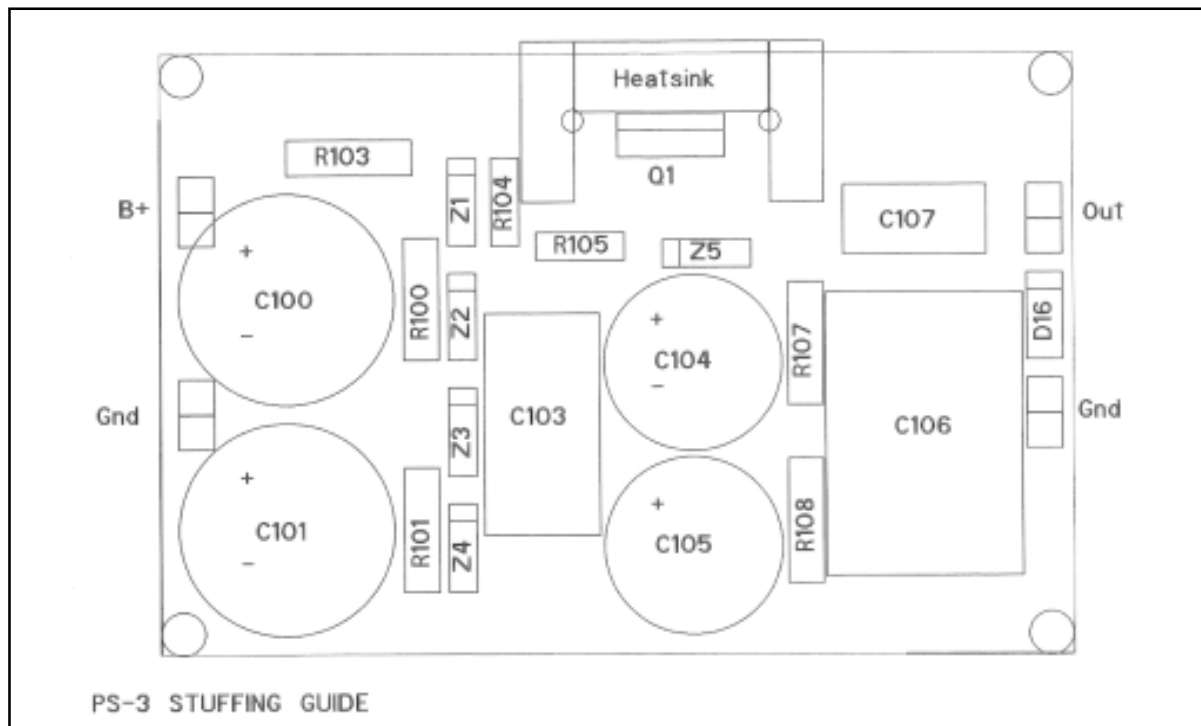 Heatsink
R103
Q1
B+
Z1
R104
C107
Out
R105
Z5
+
C100
-
R100
Z2
+
C104
-
R107
D16
Gnd
C103
Z3
C106
Gnd
+
C101
-
R101
Z4
+
C105
R108
PS-3 STUFFING GUIDE